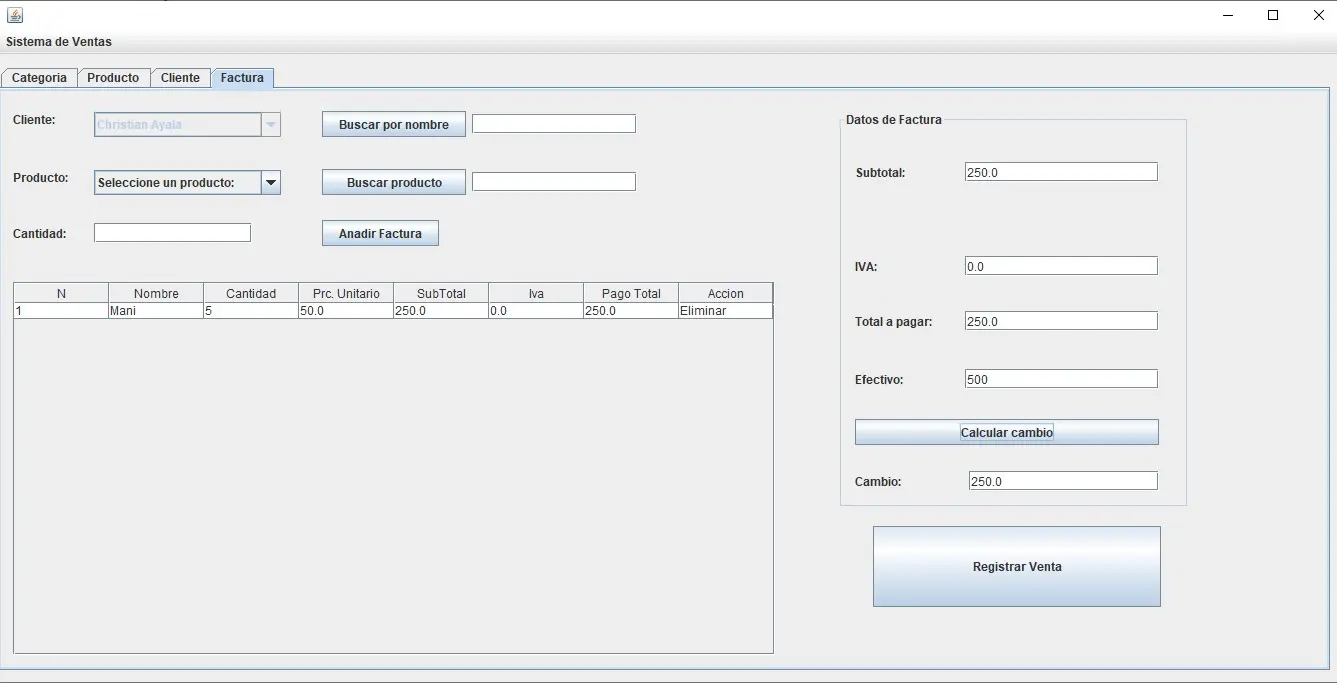 Sistema de Ventas
Categoria Producto Cliente Factura
Cliente: Christian Ayala Buscar por nombre
Producto: Seleccione un producto: Buscar producto
Cantidad: Anadir Factura
N Nombre Cantidad Prc. Unitario SubTotal Iva Pago Total Accion
1 Mani 5 50.0 250.0 0.0 250.0 Eliminar
Datos de Factura
Subtotal: 250.0
IVA: 0.0
Total a pagar: 250.0
Efectivo: 500
Calcular cambio
Cambio: 250.0
Registrar Venta